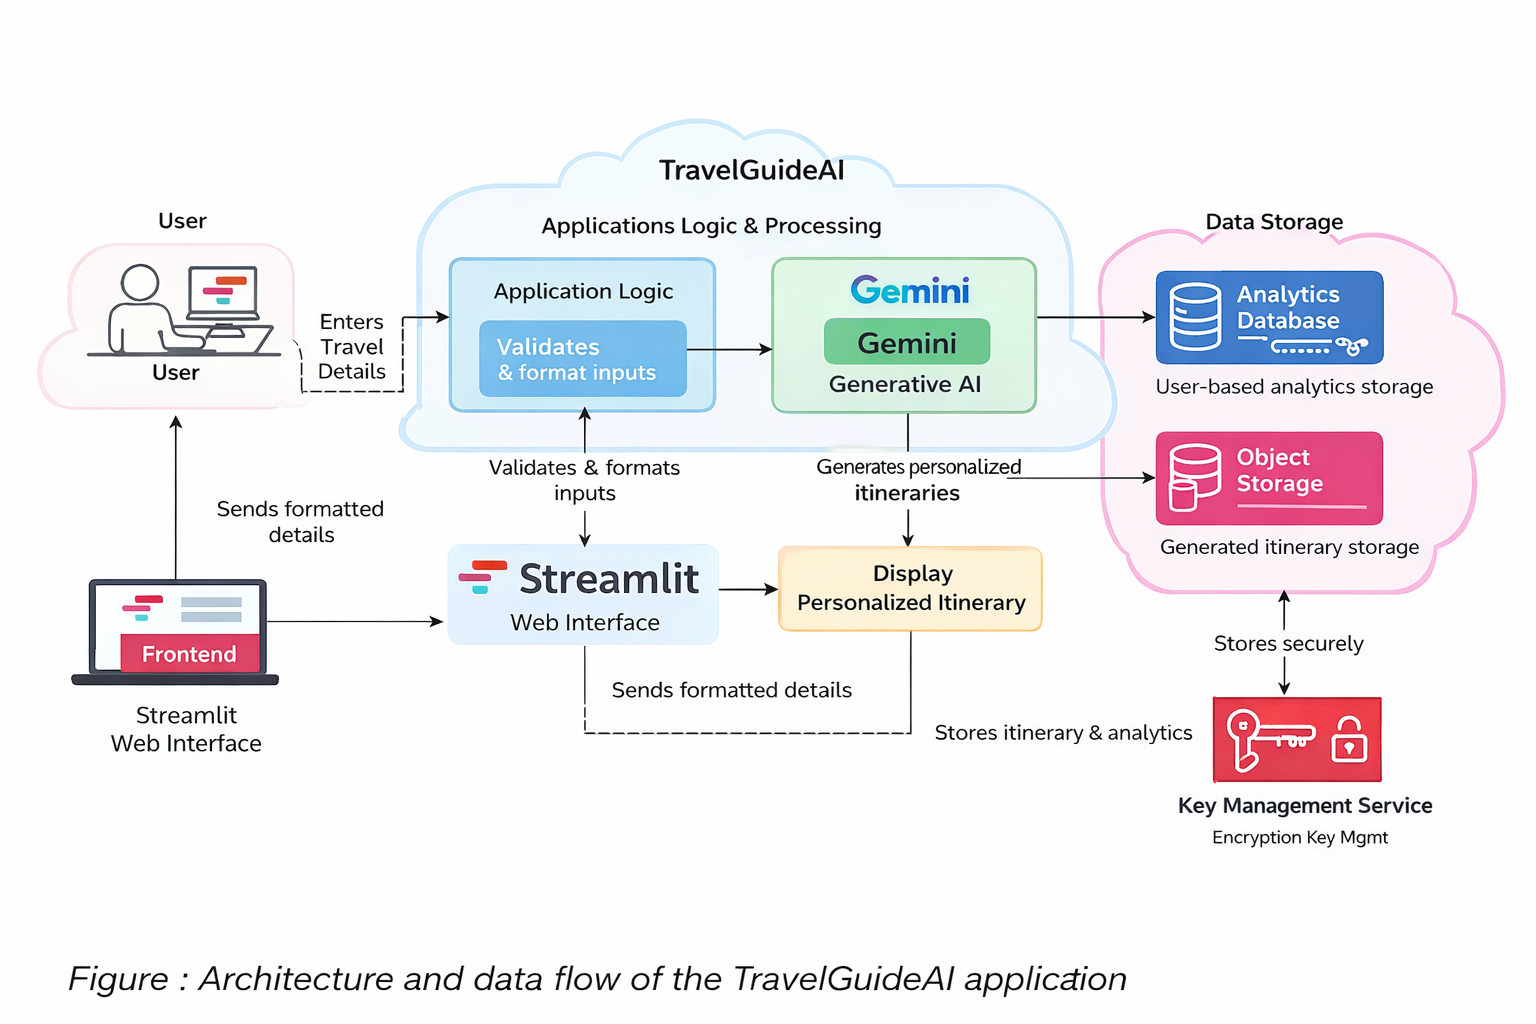 TravelGuideAI
User
Applications Logic & Processing
Data Storage
User
Enters
Travel
Details
Application Logic
Validates
& format inputs
Gemini
Gemini
Generative AI
Analytics
Database
User-based analytics storage
Validates & formats
inputs
Generates personalized
itineraries
Object
Storage
Generated itinerary storage
Sends formatted
details
Frontend
Streamlit
Web Interface
Streamlit
Web Interface
Display
Personalized Itinerary
Sends formatted details
Stores securely
Stores itinerary & analytics
Key Management Service
Encryption Key Mgmt
Figure : Architecture and data flow of the TravelGuideAI application